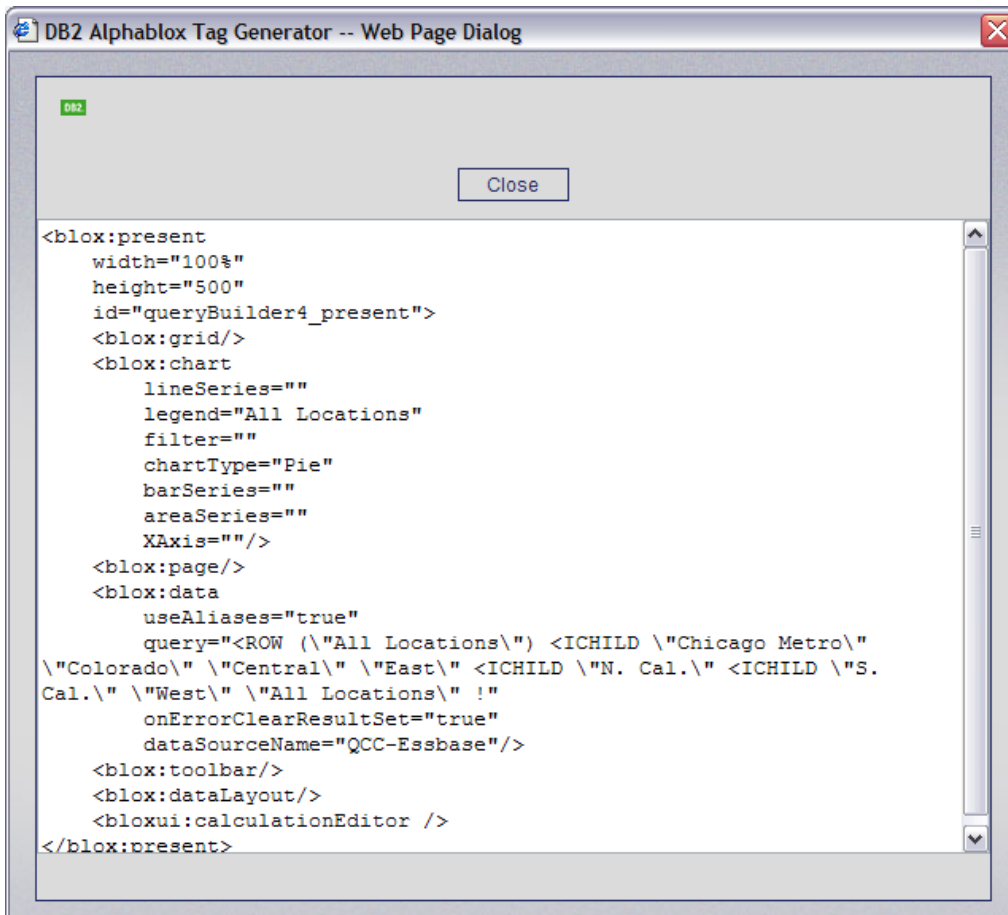 DB2 Alphablox Tag Generator -- Web Page Dialog
DB2.
Close
<blox:present
    width="100%"
    height="500"
    id="queryBuilder4_present">
    <blox:grid/>
    <blox:chart
        lineSeries=""
        legend="All Locations"
        filter=""
        chartType="Pie"
        barSeries=""
        areaSeries=""
        XAxis=""/>
    <blox:page/>
    <blox:data
        useAliases="true"
        query="<ROW (\"All Locations\") <ICHILD \"Chicago Metro\"
\"Colorado\" \"Central\" \"East\" <ICHILD \"N. Cal.\" <ICHILD \"S.
Cal.\" \"West\" \"All Locations\" !"
        onErrorClearResultSet="true"
        dataSourceName="QCC-Essbase"/>
    <blox:toolbar/>
    <blox:dataLayout/>
    <bloxui:calculationEditor />
</blox:present>